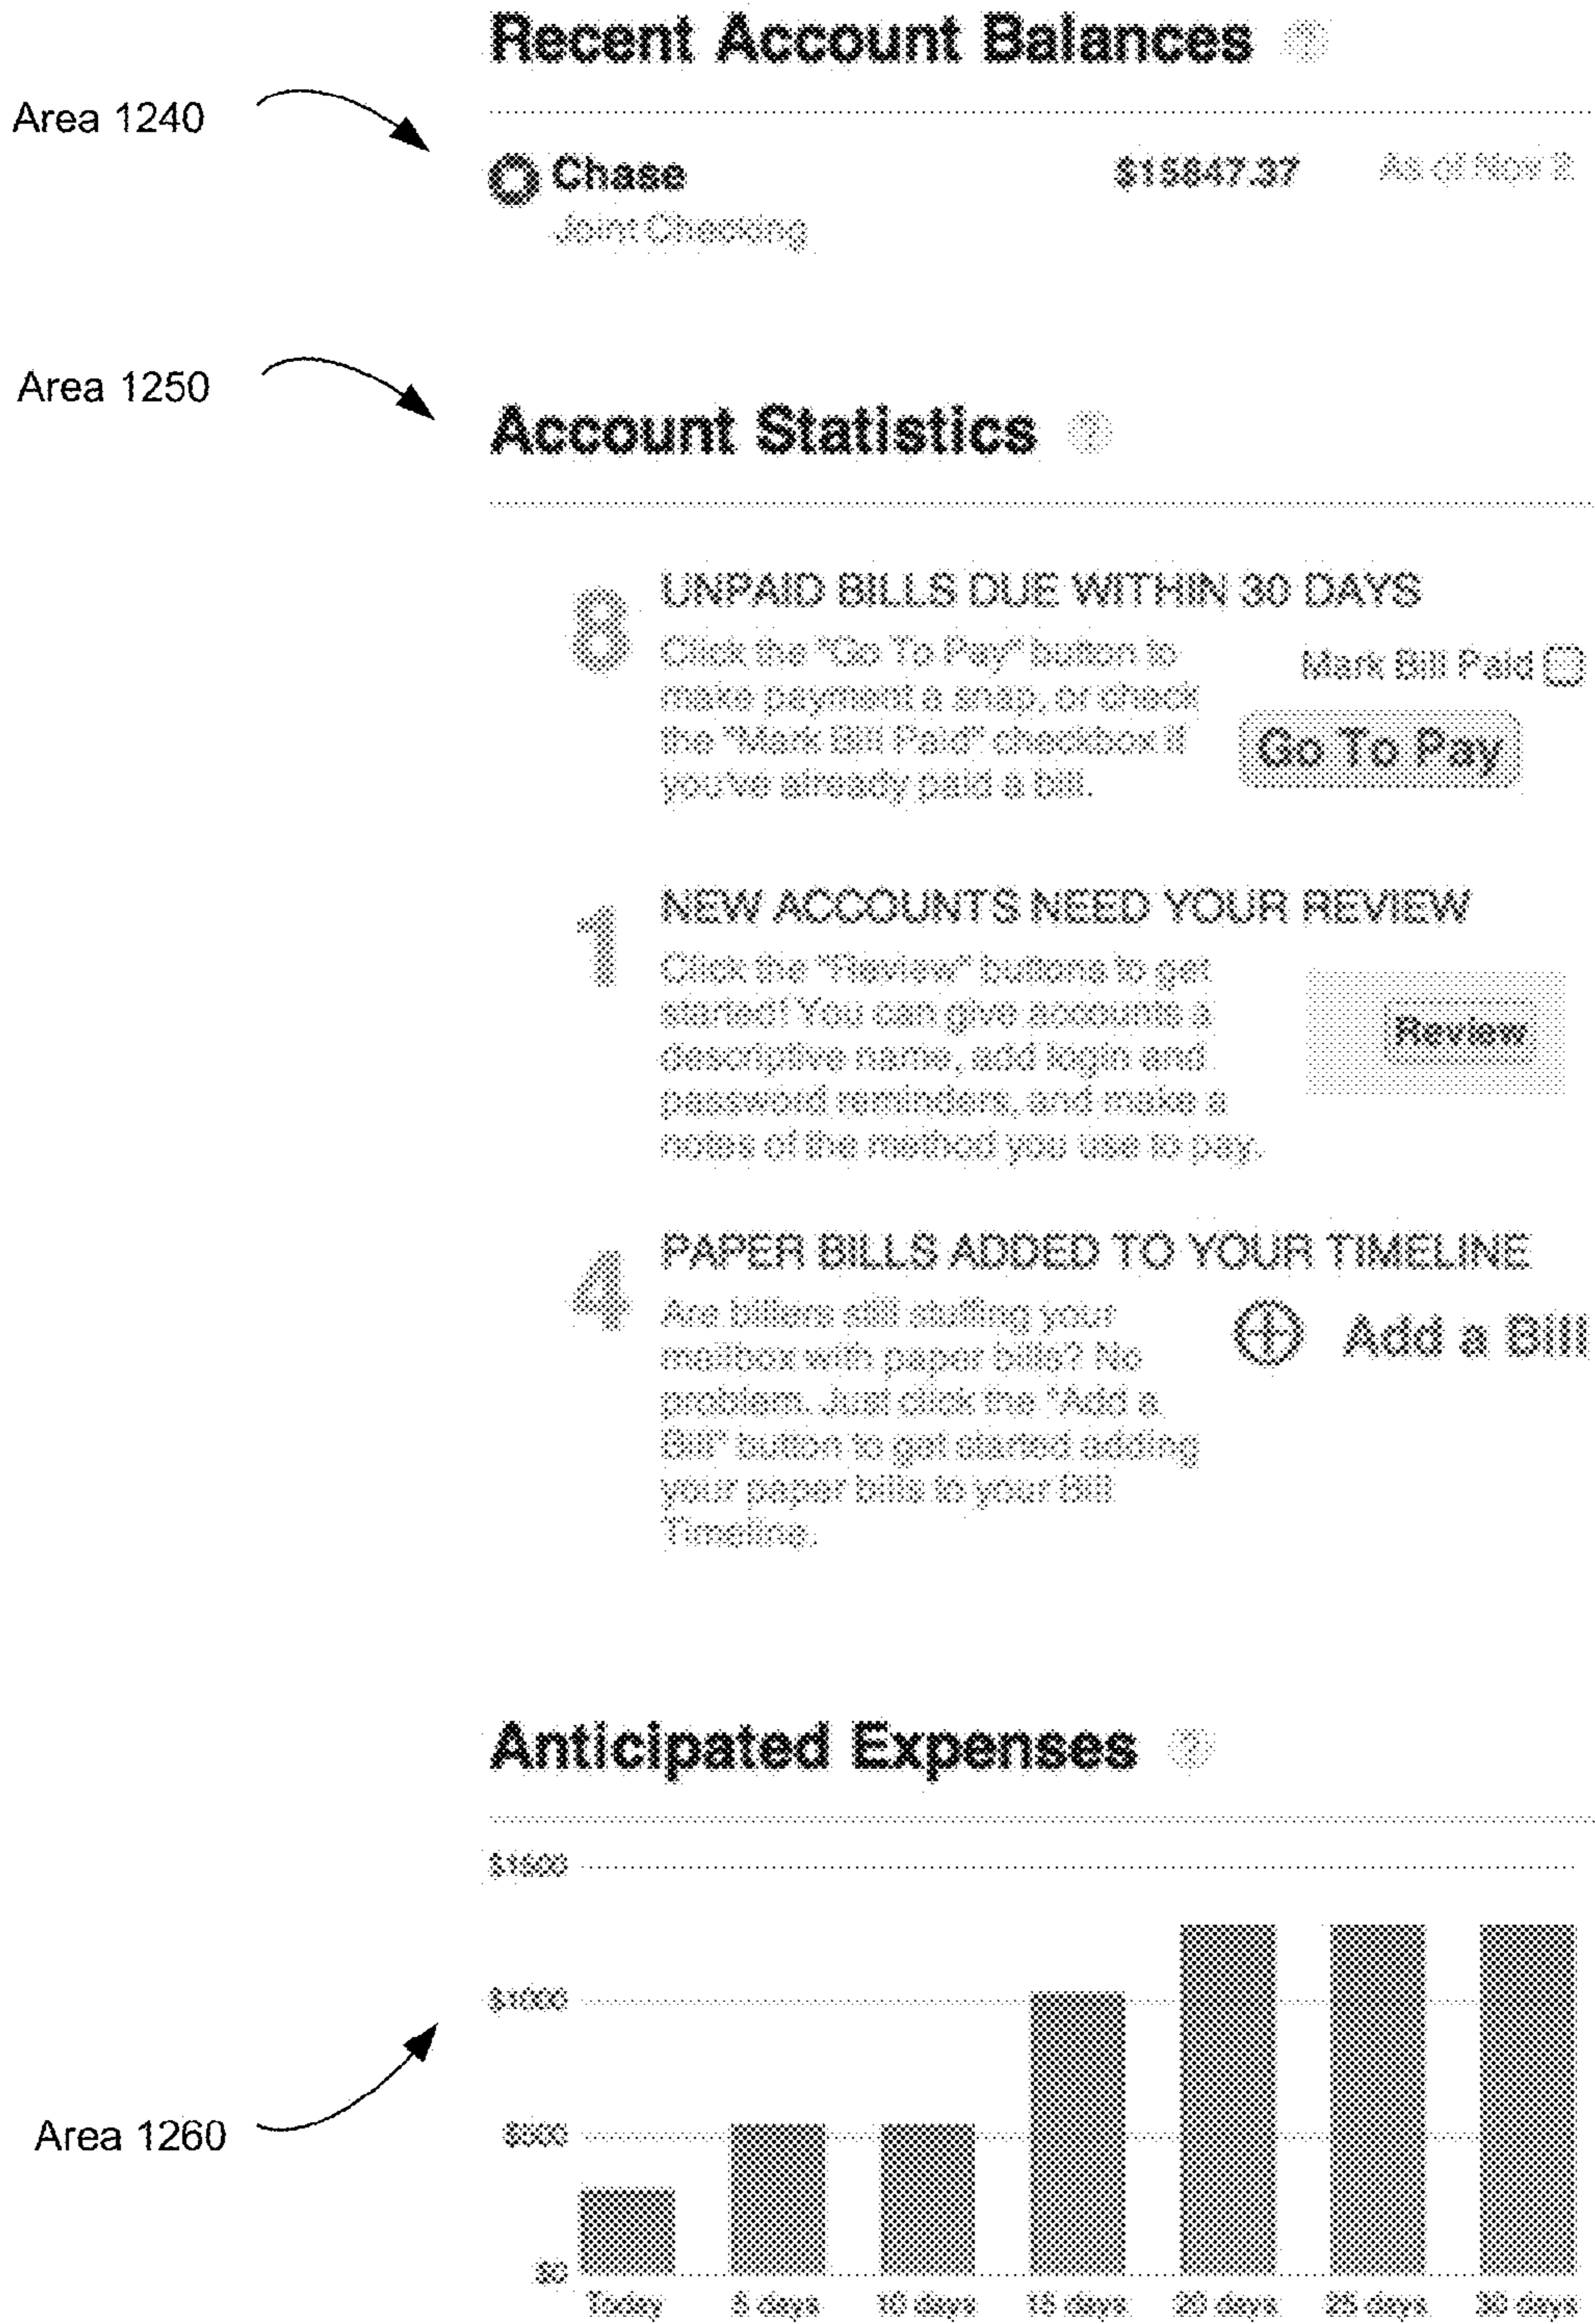 Recent Account Balances ?
Area 1240
Chase $15847.37 As of Nov 2
Joint Checking
Area 1250
Account Statistics ?
8 UNPAID BILLS DUE WITHIN 30 DAYS
Click the "Go To Pay" button to
make payment a snap, or check
the "Mark Bill Paid" checkbox if
you've already paid a bill.
Mark Bill Paid
Go To Pay
1 NEW ACCOUNTS NEED YOUR REVIEW
Click the "Review" buttons to get
started! You can give accounts a
descriptive name, add login and
password reminders, and make a
notes of the method you use to pay.
Review
4 PAPER BILLS ADDED TO YOUR TIMELINE
Are billers still stuffing your
mailbox with paper bills? No
problem. Just click the "Add a
Bill" button to get started adding
your paper bills to your Bill
Timeline.
Add a Bill
Anticipated Expenses ?
$1500
$1000
Area 1260
$500
$0
Today 5 days 10 days 15 days 20 days 25 days 30 days